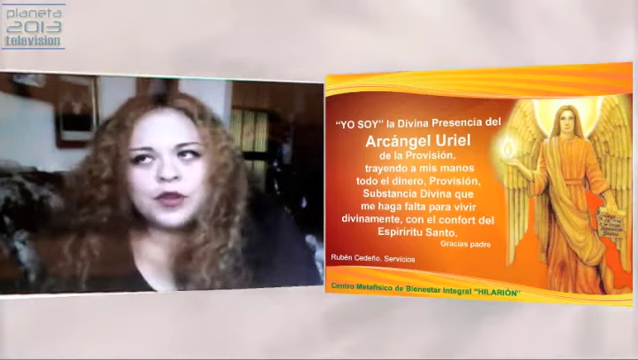 planeta
2013
television
"YO SOY" la Divina Presencia del
Arcángel Uriel
de la Provisión,
trayendo a mis manos
todo el dinero, Provisión,
Substancia Divina que
me haga falta para vivir
divinamente, con el confort del
Espíriritu Santo,
Gracias padre
Rubén Cedeño, Servicios
Centro Metafísico de Bienestar Integral "HILARIÓN"